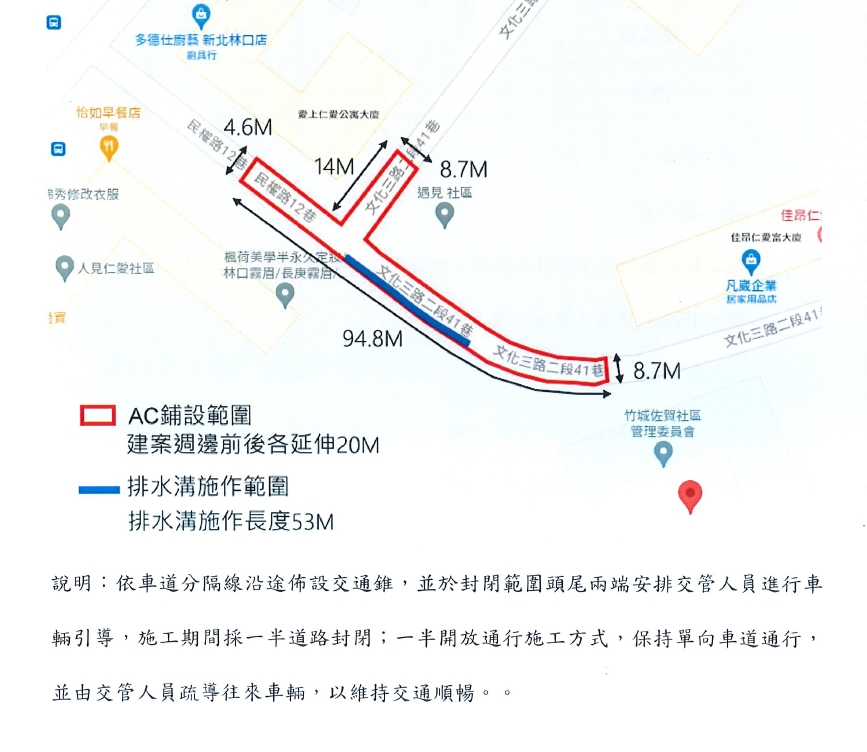 文化三路
多德仕廚藝 新北林口店
廚具行
怡如早餐店
早餐
4.6M
愛上仁愛公寓大廈
民權路12巷
14M
8.7M
文化三路二段41巷
民權路12巷
遇見 社區
秀修改衣服
佳昂仁
佳昂仁愛富大廈
人見仁愛社區
楓荷美學半永久定妝
林口霧眉/長庚霧眉/
凡崴企業
居家用品店
文化三路二段41巷
94.8M
文化三路二段41巷
文化三路二段41
8.7M
AC鋪設範圍
建案週邊前後各延伸20M
竹城佐賀社區
管理委員會
排水溝施作範圍
排水溝施作長度53M
說明：依車道分隔線沿途佈設交通錐，並於封閉範圍頭尾兩端安排交管人員進行車
輛引導，施工期間採一半道路封閉；一半開放通行施工方式，保持單向車道通行，
並由交管人員疏導往來車輛，以維持交通順暢。。